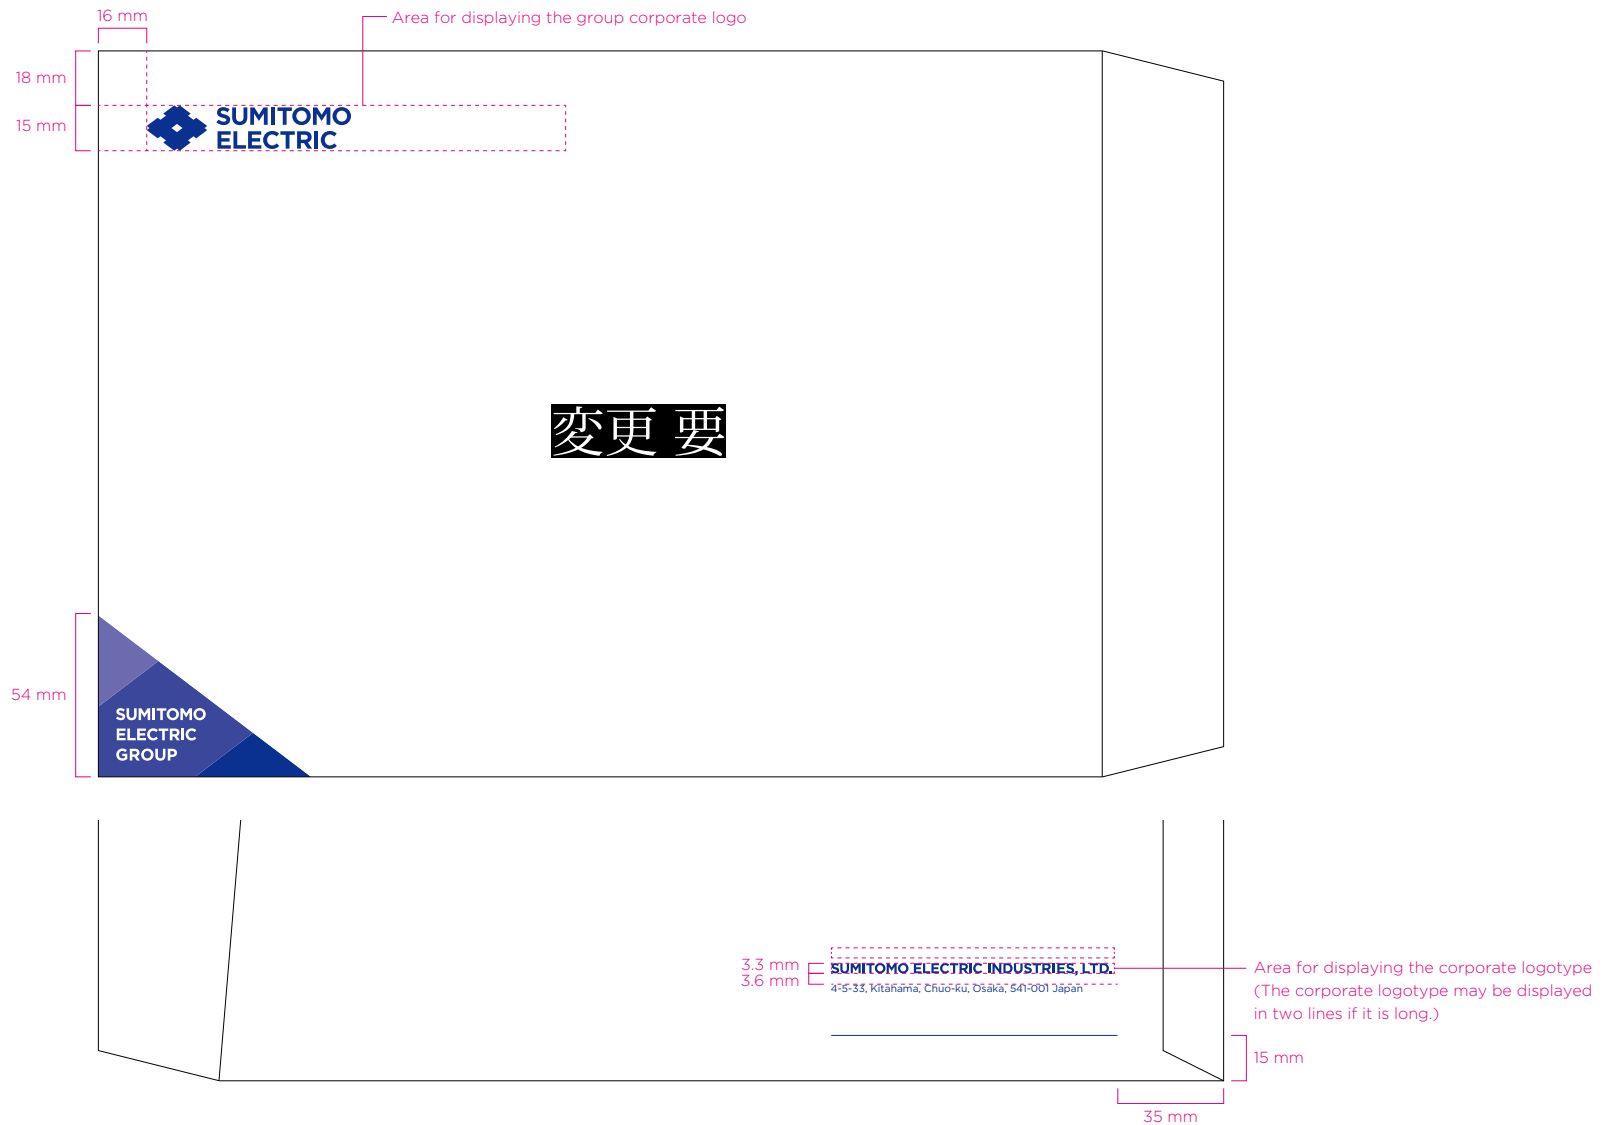 16 mm
Area for displaying the group corporate logo
18 mm
15 mm
SUMITOMO
ELECTRIC
変更 要
54 mm
SUMITOMO
ELECTRIC
GROUP
3.3 mm
3.6 mm
SUMITOMO ELECTRIC INDUSTRIES, LTD.
4-5-33, Kitahama, Chuo-ku, Osaka, 541-001 Japan
Area for displaying the corporate logotype
(The corporate logotype may be displayed
in two lines if it is long.)
15 mm
35 mm